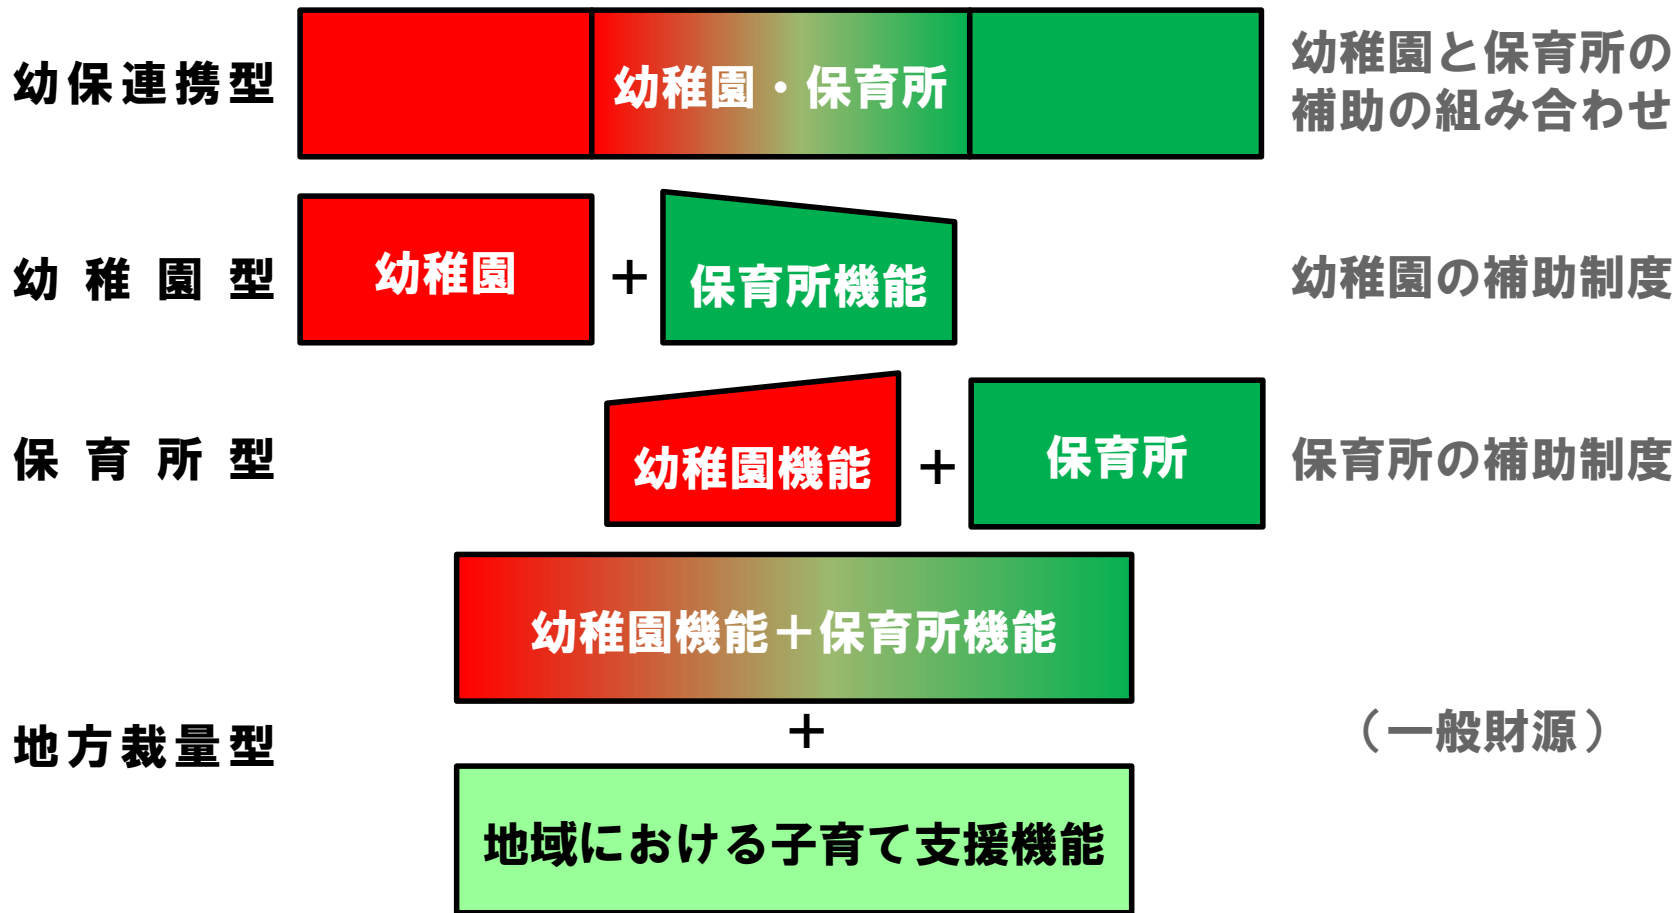 幼保連携型
幼稚園・保育所
幼稚園と保育所の
補助の組み合わせ
幼稚園型
幼稚園
+
保育所機能
幼稚園の補助制度
保育所型
幼稚園機能
+
保育所
保育所の補助制度
地方裁量型
幼稚園機能+保育所機能
+
地域における子育て支援機能
(一般財源)